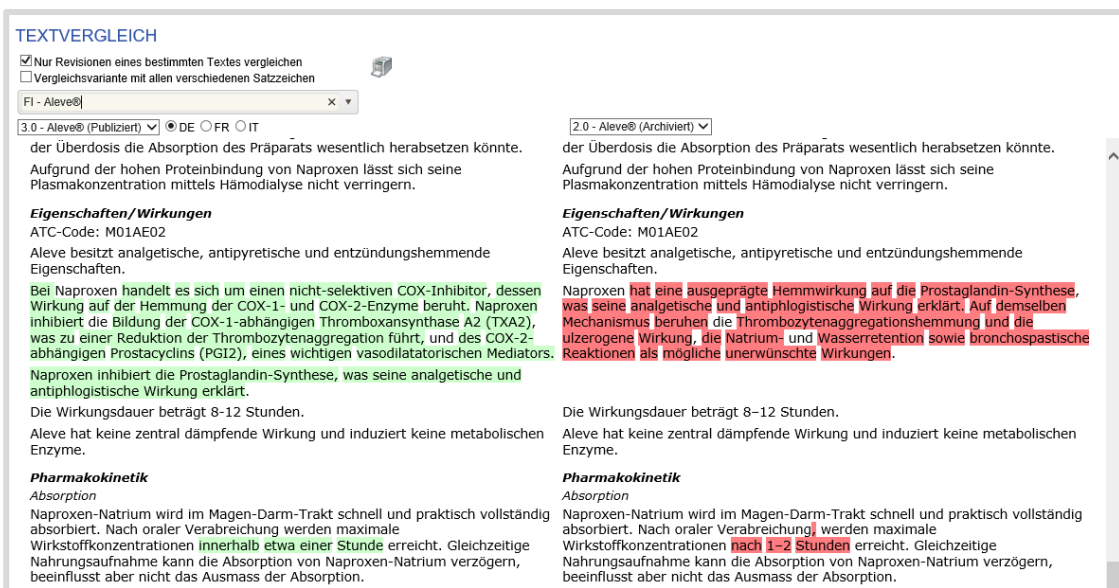 TEXTVERGLEICH
Nur Revisionen eines bestimmten Textes vergleichen
Vergleichsvariante mit allen verschiedenen Satzzeichen
FI - Aleve®
3.0 - Aleve® (Publiziert) DE FR IT
der Überdosis die Absorption des Präparats wesentlich herabsetzen könnte.
Aufgrund der hohen Proteinbindung von Naproxen lässt sich seine
Plasmakonzentration mittels Hämodialyse nicht verringern.
Eigenschaften/Wirkungen
ATC-Code: M01AE02
Aleve besitzt analgetische, antipyretische und entzündungshemmende
Eigenschaften.
Bei Naproxen handelt es sich um einen nicht-selektiven COX-Inhibitor, dessen
Wirkung auf der Hemmung der COX-1- und COX-2-Enzyme beruht. Naproxen
inhibiert die Bildung der COX-1-abhängigen Thromboxansynthase A2 (TXA2),
was zu einer Reduktion der Thrombozytenaggregation führt, und des COX-2-
abhängigen Prostacyclins (PGI2), eines wichtigen vasodilatatorischen Mediators.
Naproxen inhibiert die Prostaglandin-Synthese, was seine analgetische und
antiphlogistische Wirkung erklärt.
Die Wirkungsdauer beträgt 8-12 Stunden.
Aleve hat keine zentral dämpfende Wirkung und induziert keine metabolischen
Enzyme.
Pharmakokinetik
Absorption
Naproxen-Natrium wird im Magen-Darm-Trakt schnell und praktisch vollständig
absorbiert. Nach oraler Verabreichung werden maximale
Wirkstoffkonzentrationen innerhalb etwa einer Stunde erreicht. Gleichzeitige
Nahrungsaufnahme kann die Absorption von Naproxen-Natrium verzögern,
beeinflusst aber nicht das Ausmass der Absorption.
2.0 - Aleve® (Archiviert)
der Überdosis die Absorption des Präparats wesentlich herabsetzen könnte.
Aufgrund der hohen Proteinbindung von Naproxen lässt sich seine
Plasmakonzentration mittels Hämodialyse nicht verringern.
Eigenschaften/Wirkungen
ATC-Code: M01AE02
Aleve besitzt analgetische, antipyretische und entzündungshemmende
Eigenschaften.
Naproxen hat eine ausgeprägte Hemmwirkung auf die Prostaglandin-Synthese,
was seine analgetische und antiphlogistische Wirkung erklärt. Auf demselben
Mechanismus beruhen die Thrombozytenaggregationshemmung und die
ulzerogene Wirkung, die Natrium- und Wasserretention sowie bronchospastische
Reaktionen als mögliche unerwünschte Wirkungen.
Die Wirkungsdauer beträgt 8–12 Stunden.
Aleve hat keine zentral dämpfende Wirkung und induziert keine metabolischen
Enzyme.
Pharmakokinetik
Absorption
Naproxen-Natrium wird im Magen-Darm-Trakt schnell und praktisch vollständig
absorbiert. Nach oraler Verabreichung, werden maximale
Wirkstoffkonzentrationen nach 1–2 Stunden erreicht. Gleichzeitige
Nahrungsaufnahme kann die Absorption von Naproxen-Natrium verzögern,
beeinflusst aber nicht das Ausmass der Absorption.